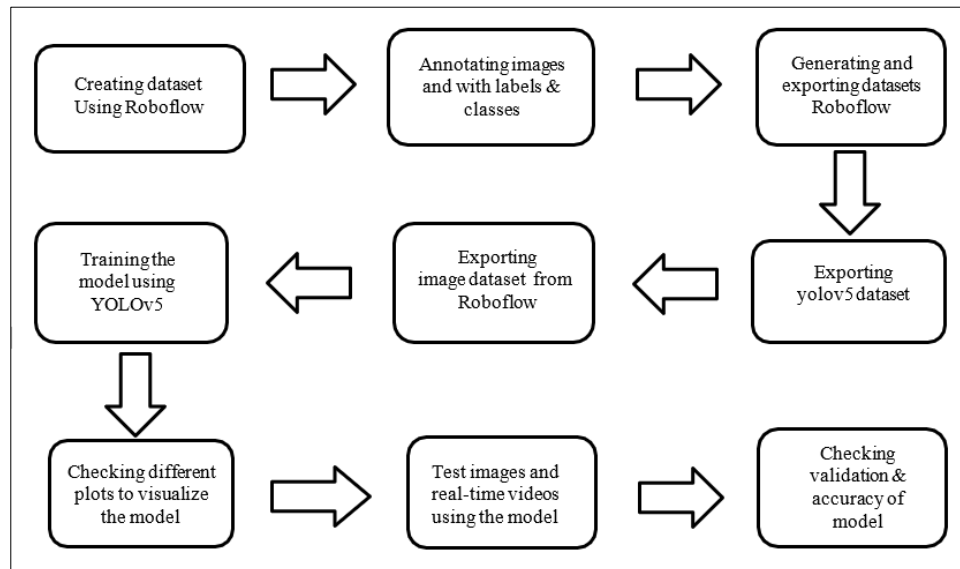 Creating dataset
Using Roboflow
Annotating images
and with labels &
classes
Generating and
exporting datasets
Roboflow
Exporting
yolov5 dataset
Exporting
image dataset from
Roboflow
Training the
model using
YOLOv5
Checking different
plots to visualize
the model
Test images and
real-time videos
using the model
Checking
validation &
accuracy of
model